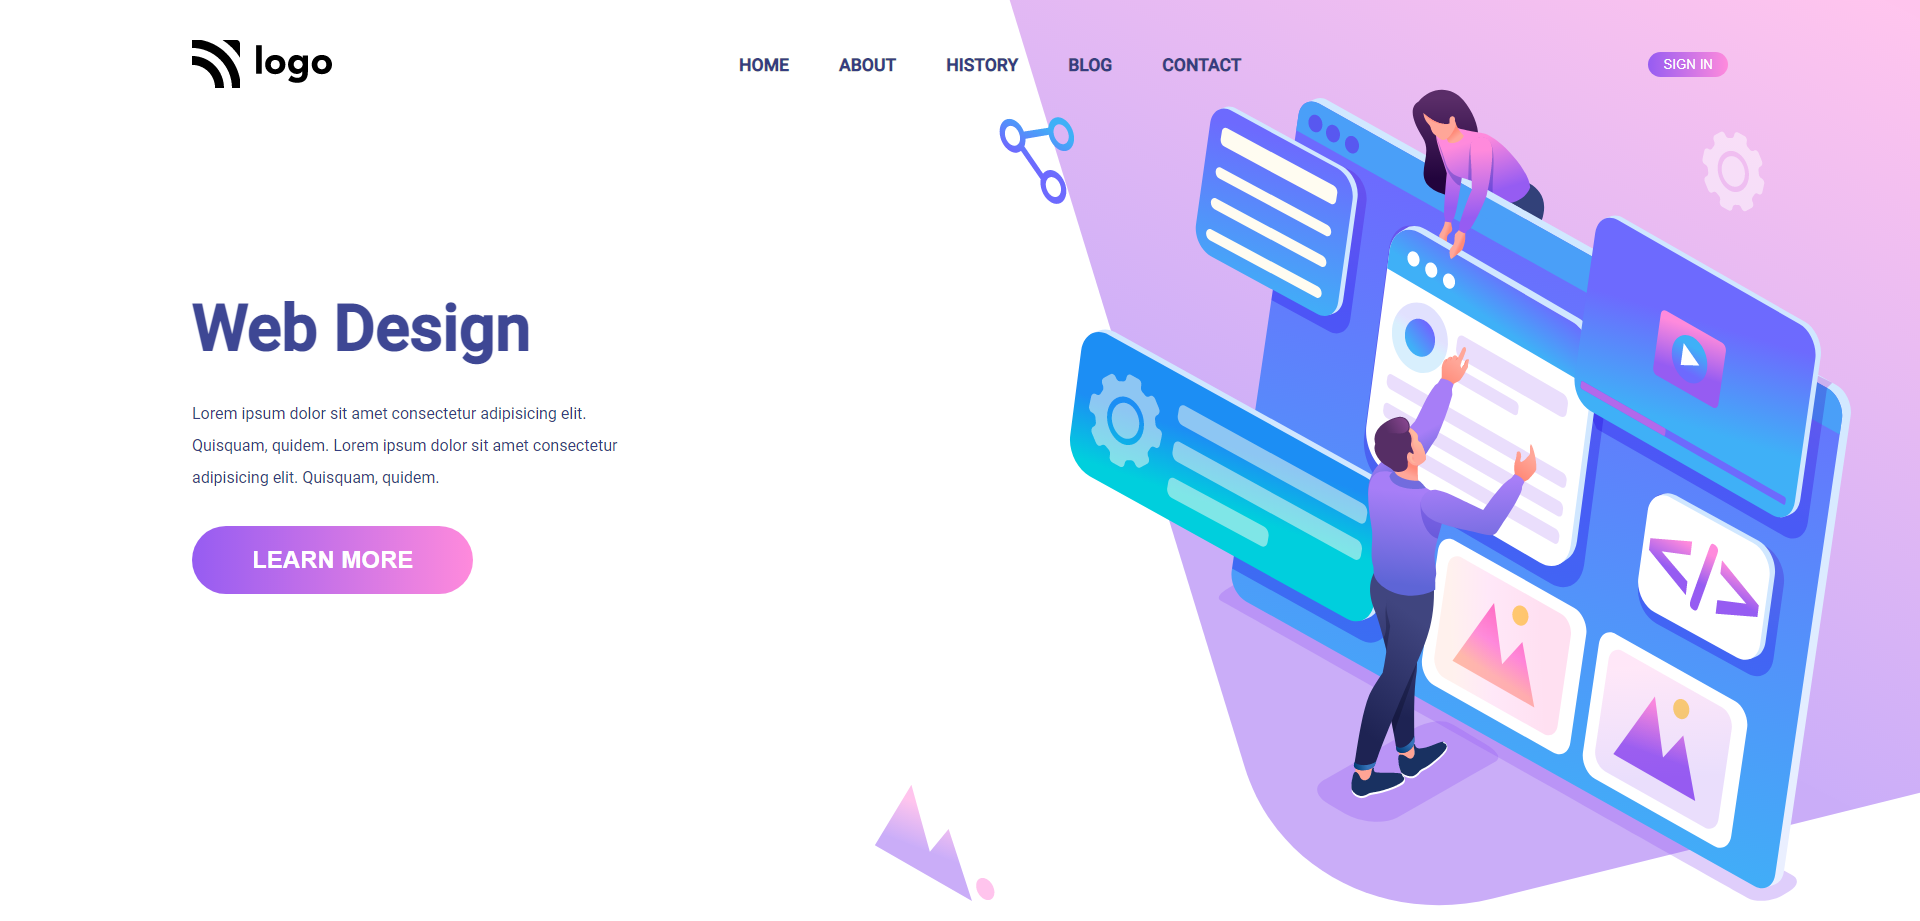 logo
HOME ABOUT HISTORY BLOG CONTACT
SIGN IN
Web Design
Lorem ipsum dolor sit amet consectetur adipisicing elit.
Quisquam, quidem. Lorem ipsum dolor sit amet consectetur
adipisicing elit. Quisquam, quidem.
LEARN MORE
</>